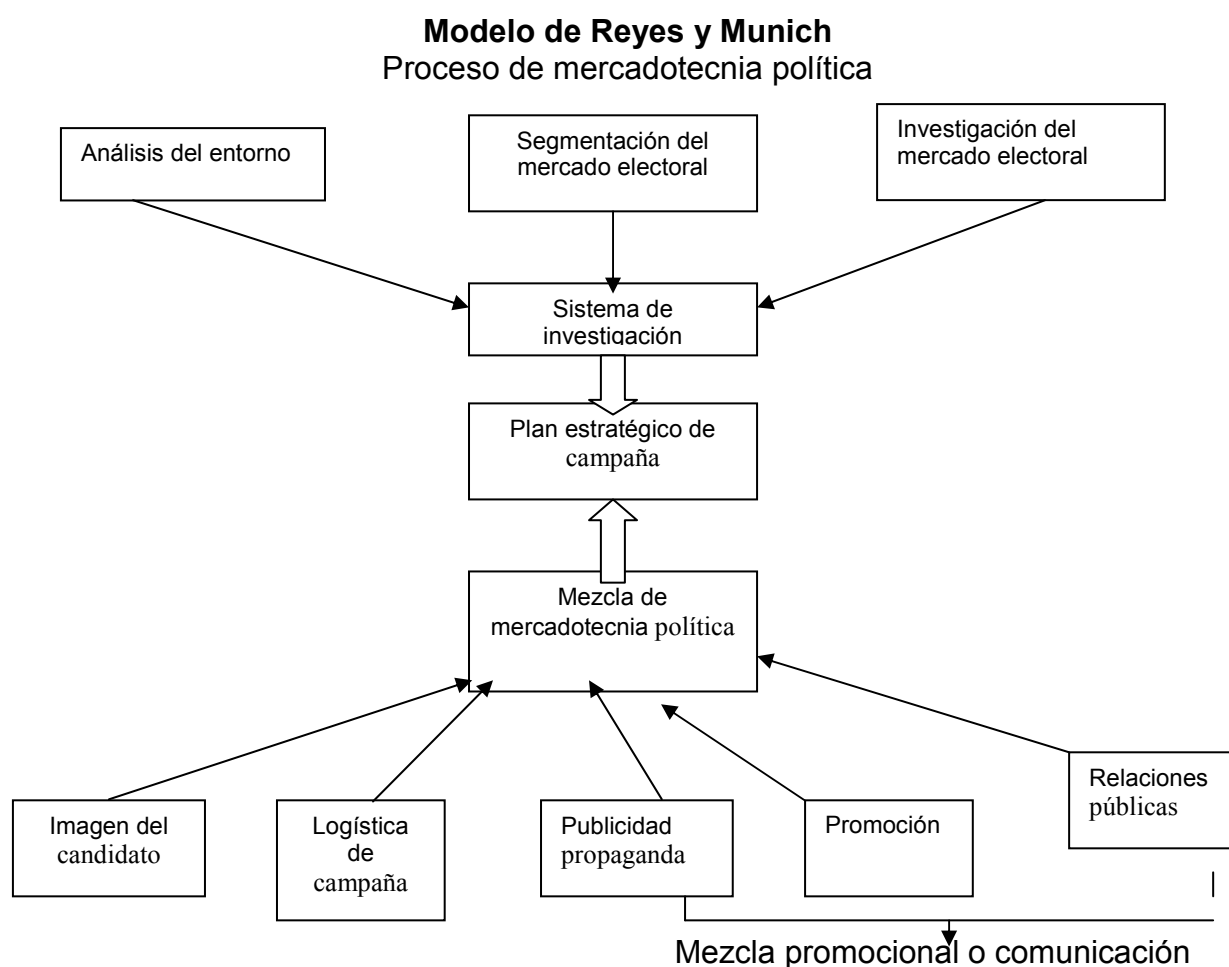 Modelo de Reyes y Munich
Proceso de mercadotecnia política
Análisis del entorno
Segmentación del
mercado electoral
Investigación del
mercado electoral
Sistema de
investigación
Plan estratégico de
campaña
Mezcla de
mercadotecnia política
Imagen del
candidato
Logística
de
campaña
Publicidad
propaganda
Promoción
Relaciones
públicas
Mezcla promocional o comunicación